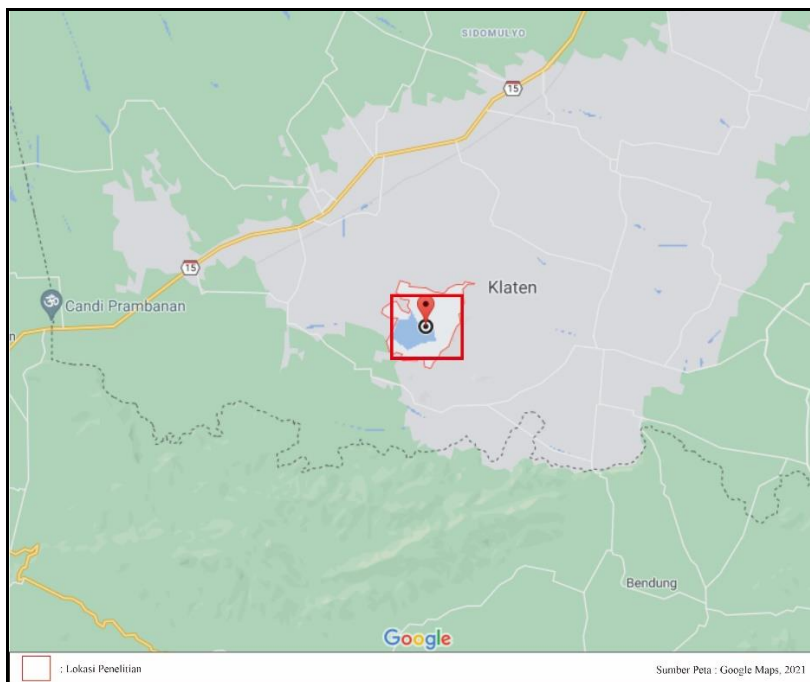 SIDOMULYO
15
15
Klaten
Candi Prambanan
n
Bendung
Google
: Lokasi Penelitian
Sumber Peta : Google Maps, 2021